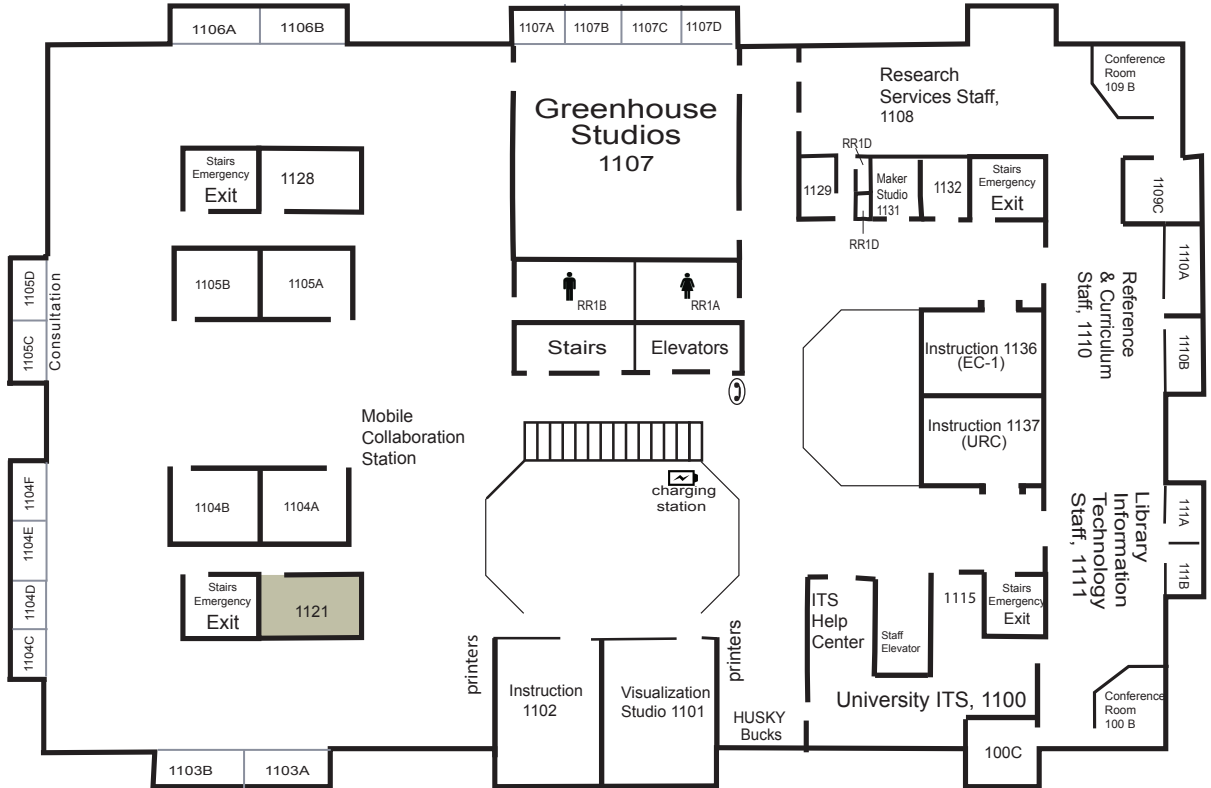 1106A
1106B
1107A
1107B
1107C
1107D
Greenhouse
Studios
1107
Research
Services Staff,
1108
Conference
Room
109 B
Stairs
Emergency
Exit
1128
RR1D
1129
Maker
Studio
1131
1132
Stairs
Emergency
Exit
RR1D
1109C
1105D
1105C
Consultation
1105B
1105A
RR1B
RR1A
Stairs
Elevators
1110A
1110B
Reference
& Curriculum
Staff, 1110
Instruction 1136
(EC-1)
Instruction 1137
(URC)
Mobile
Collaboration
Station
charging
station
1104F
1104E
1104D
1104C
1104B
1104A
Library
Information
Technology
Staff, 1111
111A
111B
Stairs
Emergency
Exit
1121
ITS
Help
Center
Staff
Elevator
1115
Stairs
Emergency
Exit
printers
printers
Instruction
1102
Visualization
Studio 1101
University ITS, 1100
HUSKY
Bucks
100C
Conference
Room
100 B
1103B
1103A